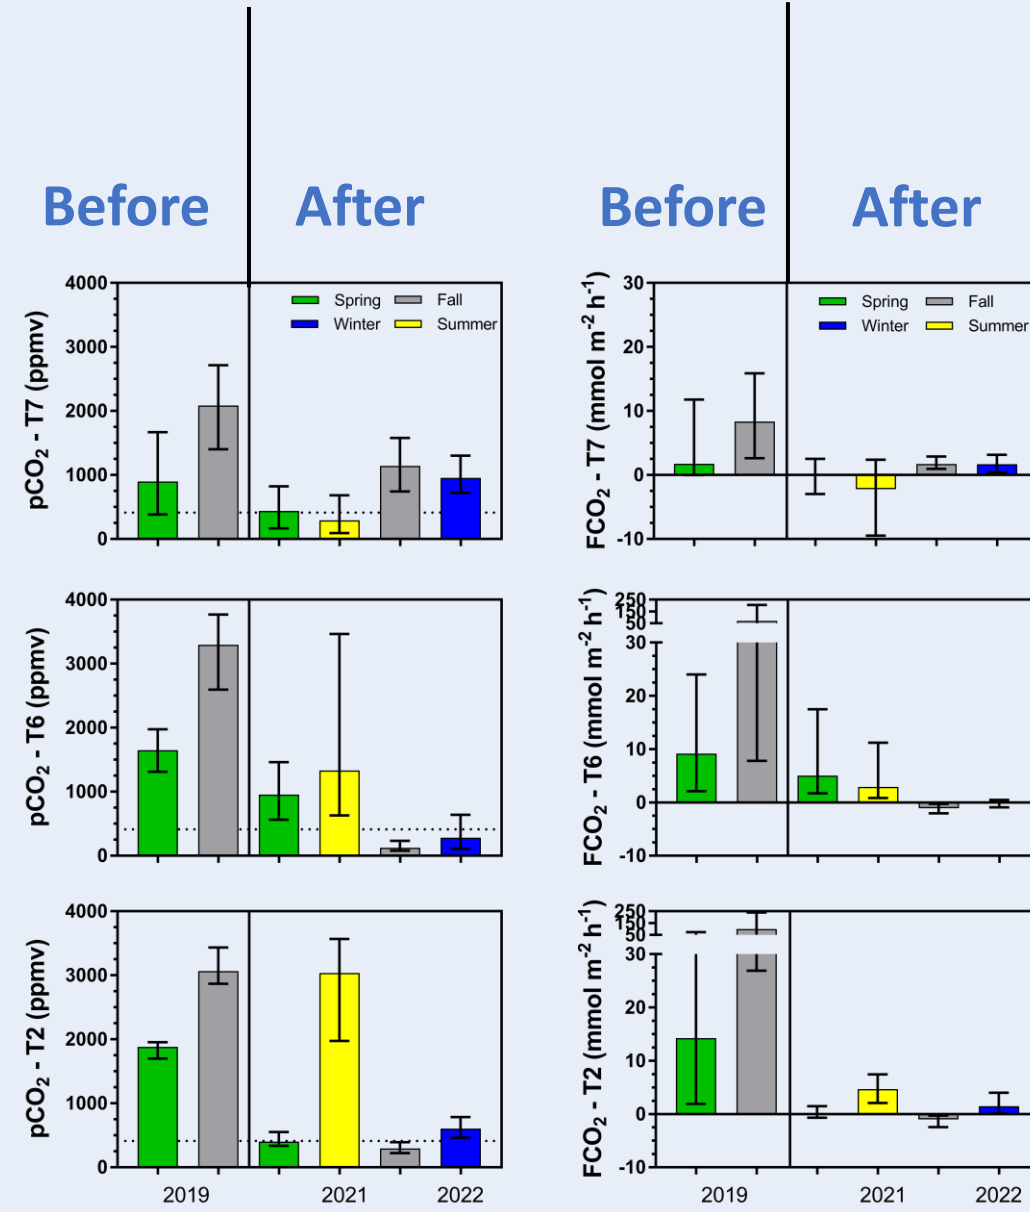 Before After Before After
4000
3000
2000
1000
0
pCO₂ - T7 (ppmv)
Spring Fall
Winter Summer
30
20
10
0
-10
FCO₂ - T7 (mmol m⁻² h⁻¹)
Spring Fall
Winter Summer
4000
3000
2000
1000
0
pCO₂ - T6 (ppmv)
250
150
50
30
20
10
0
-10
FCO₂ - T6 (mmol m⁻² h⁻¹)
4000
3000
2000
1000
0
pCO₂ - T2 (ppmv)
250
150
50
30
20
10
0
-10
FCO₂ - T2 (mmol m⁻² h⁻¹)
2019 2021 2022
2019 2021 2022